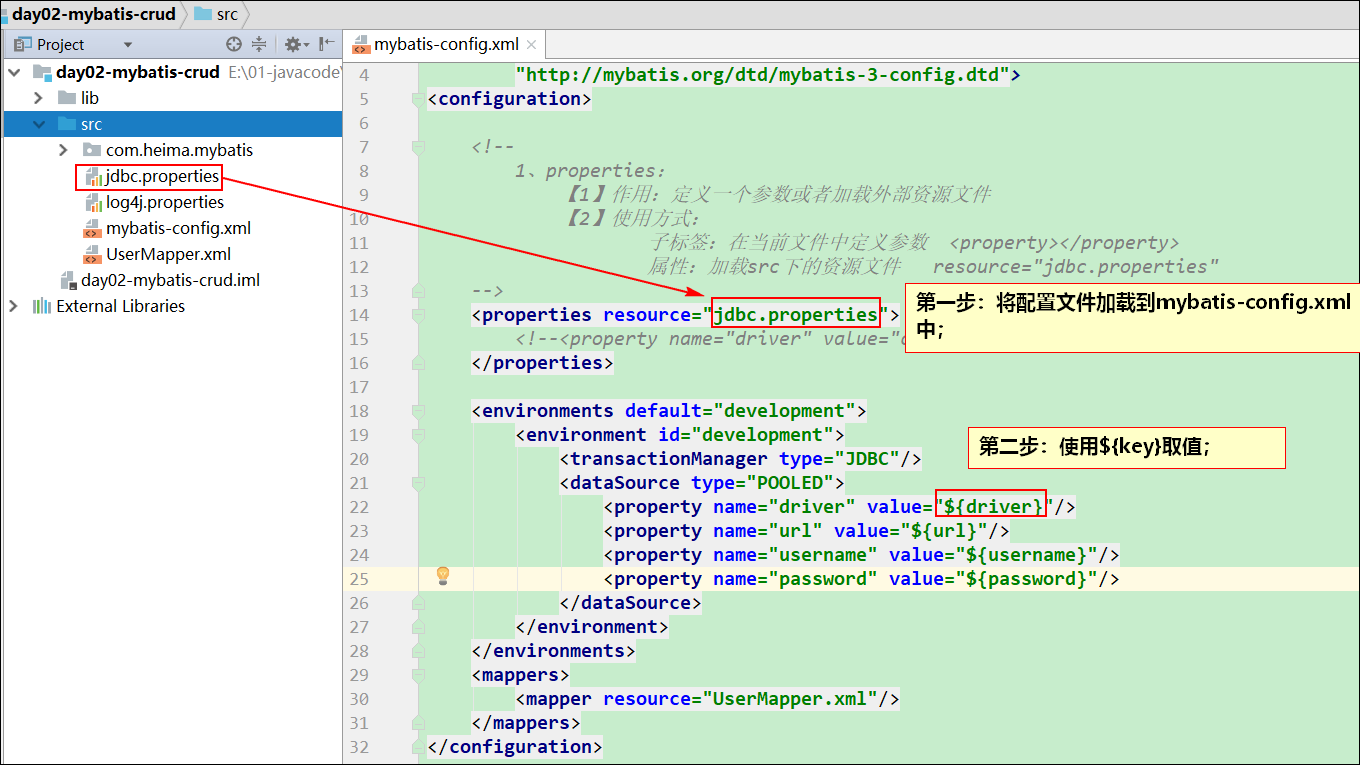 day02-mybatis-crud src
Project
mybatis-config.xml
day02-mybatis-crud E:\01-javacode\
lib
src
com.heima.mybatis
jdbc.properties
log4j.properties
mybatis-config.xml
UserMapper.xml
day02-mybatis-crud.iml
External Libraries
4 "http://mybatis.org/dtd/mybatis-3-config.dtd">
5 <configuration>
6
7 <!--
8 1、properties:
9 【1】作用：定义一个参数或者加载外部资源文件
10 【2】使用方式：
11 子标签：在当前文件中定义参数 <property></property>
12 属性：加载src下的资源文件 resource="jdbc.properties"
13 -->
14 <properties resource="jdbc.properties">
15 <!--<property name="driver" value="
16 </properties>
17
18 <environments default="development">
19 <environment id="development">
20 <transactionManager type="JDBC"/>
21 <dataSource type="POOLED">
22 <property name="driver" value="${driver}"/>
23 <property name="url" value="${url}"/>
24 <property name="username" value="${username}"/>
25 <property name="password" value="${password}"/>
26 </dataSource>
27 </environment>
28 </environments>
29 <mappers>
30 <mapper resource="UserMapper.xml"/>
31 </mappers>
32 </configuration>
第一步：将配置文件加载到mybatis-config.xml
中；
第二步：使用${key}取值；